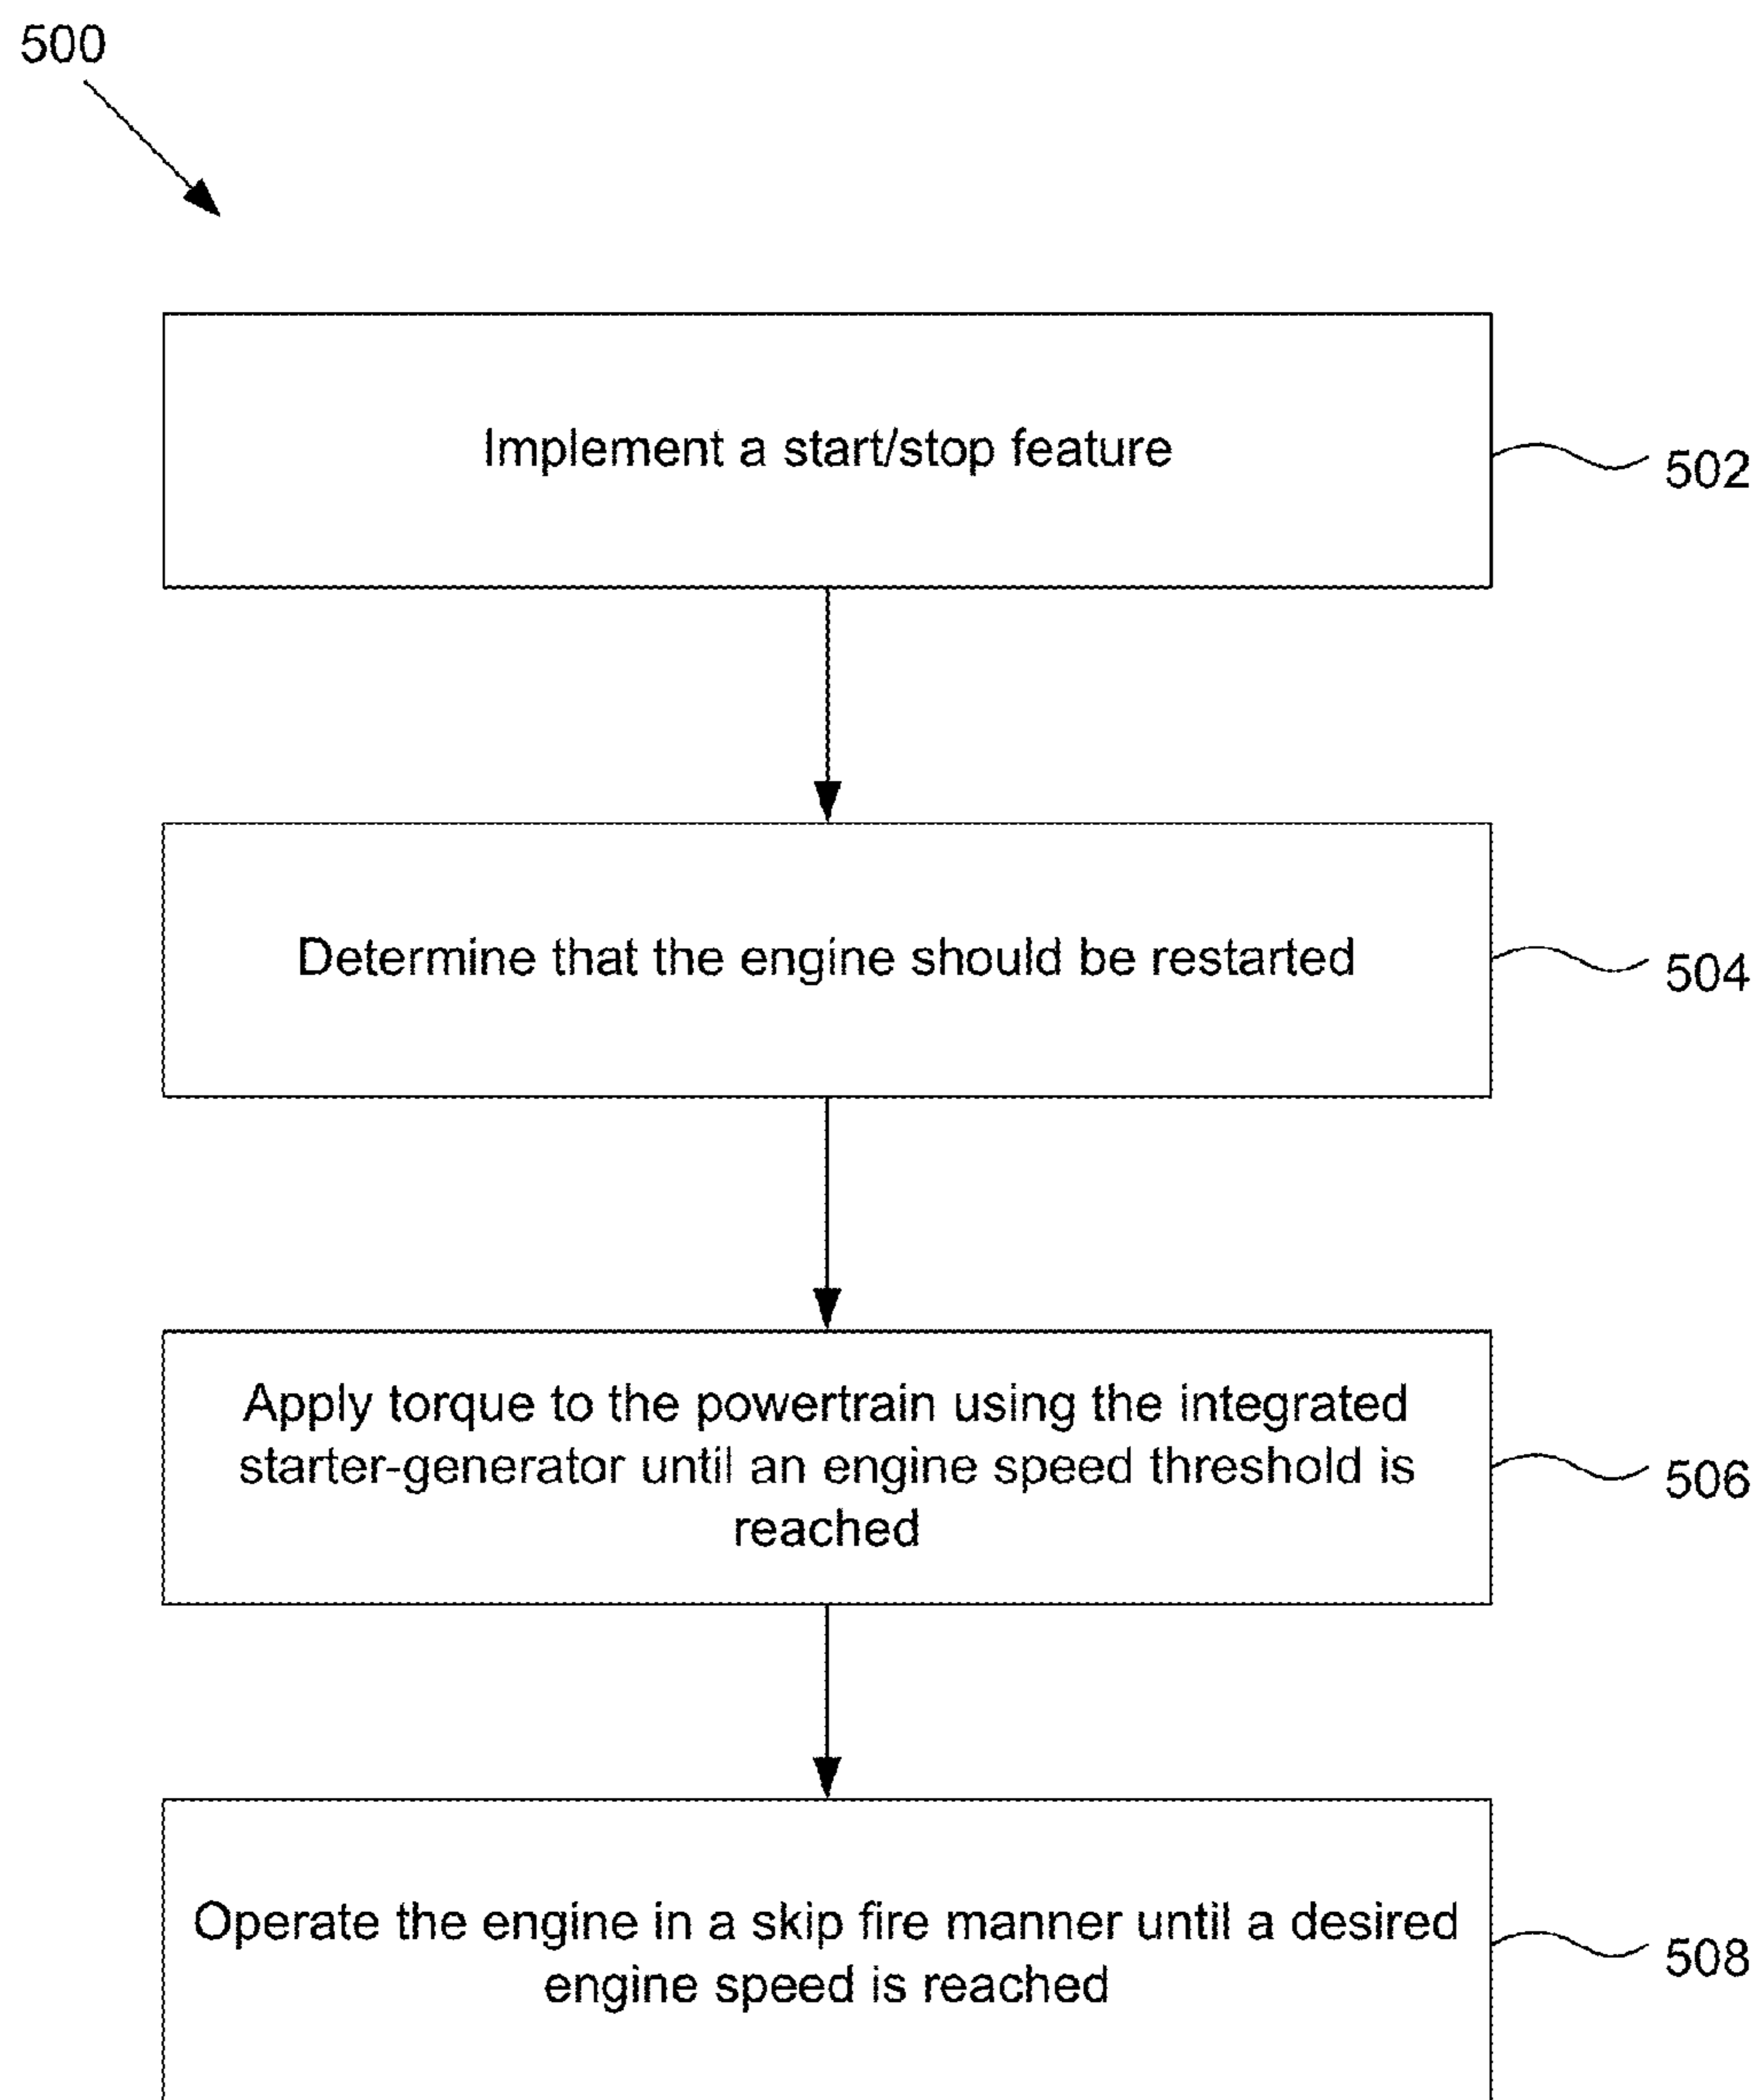 500
Implement a start/stop feature
502
Determine that the engine should be restarted
504
Apply torque to the powertrain using the integrated
starter-generator until an engine speed threshold is
reached
506
Operate the engine in a skip fire manner until a desired
engine speed is reached
508